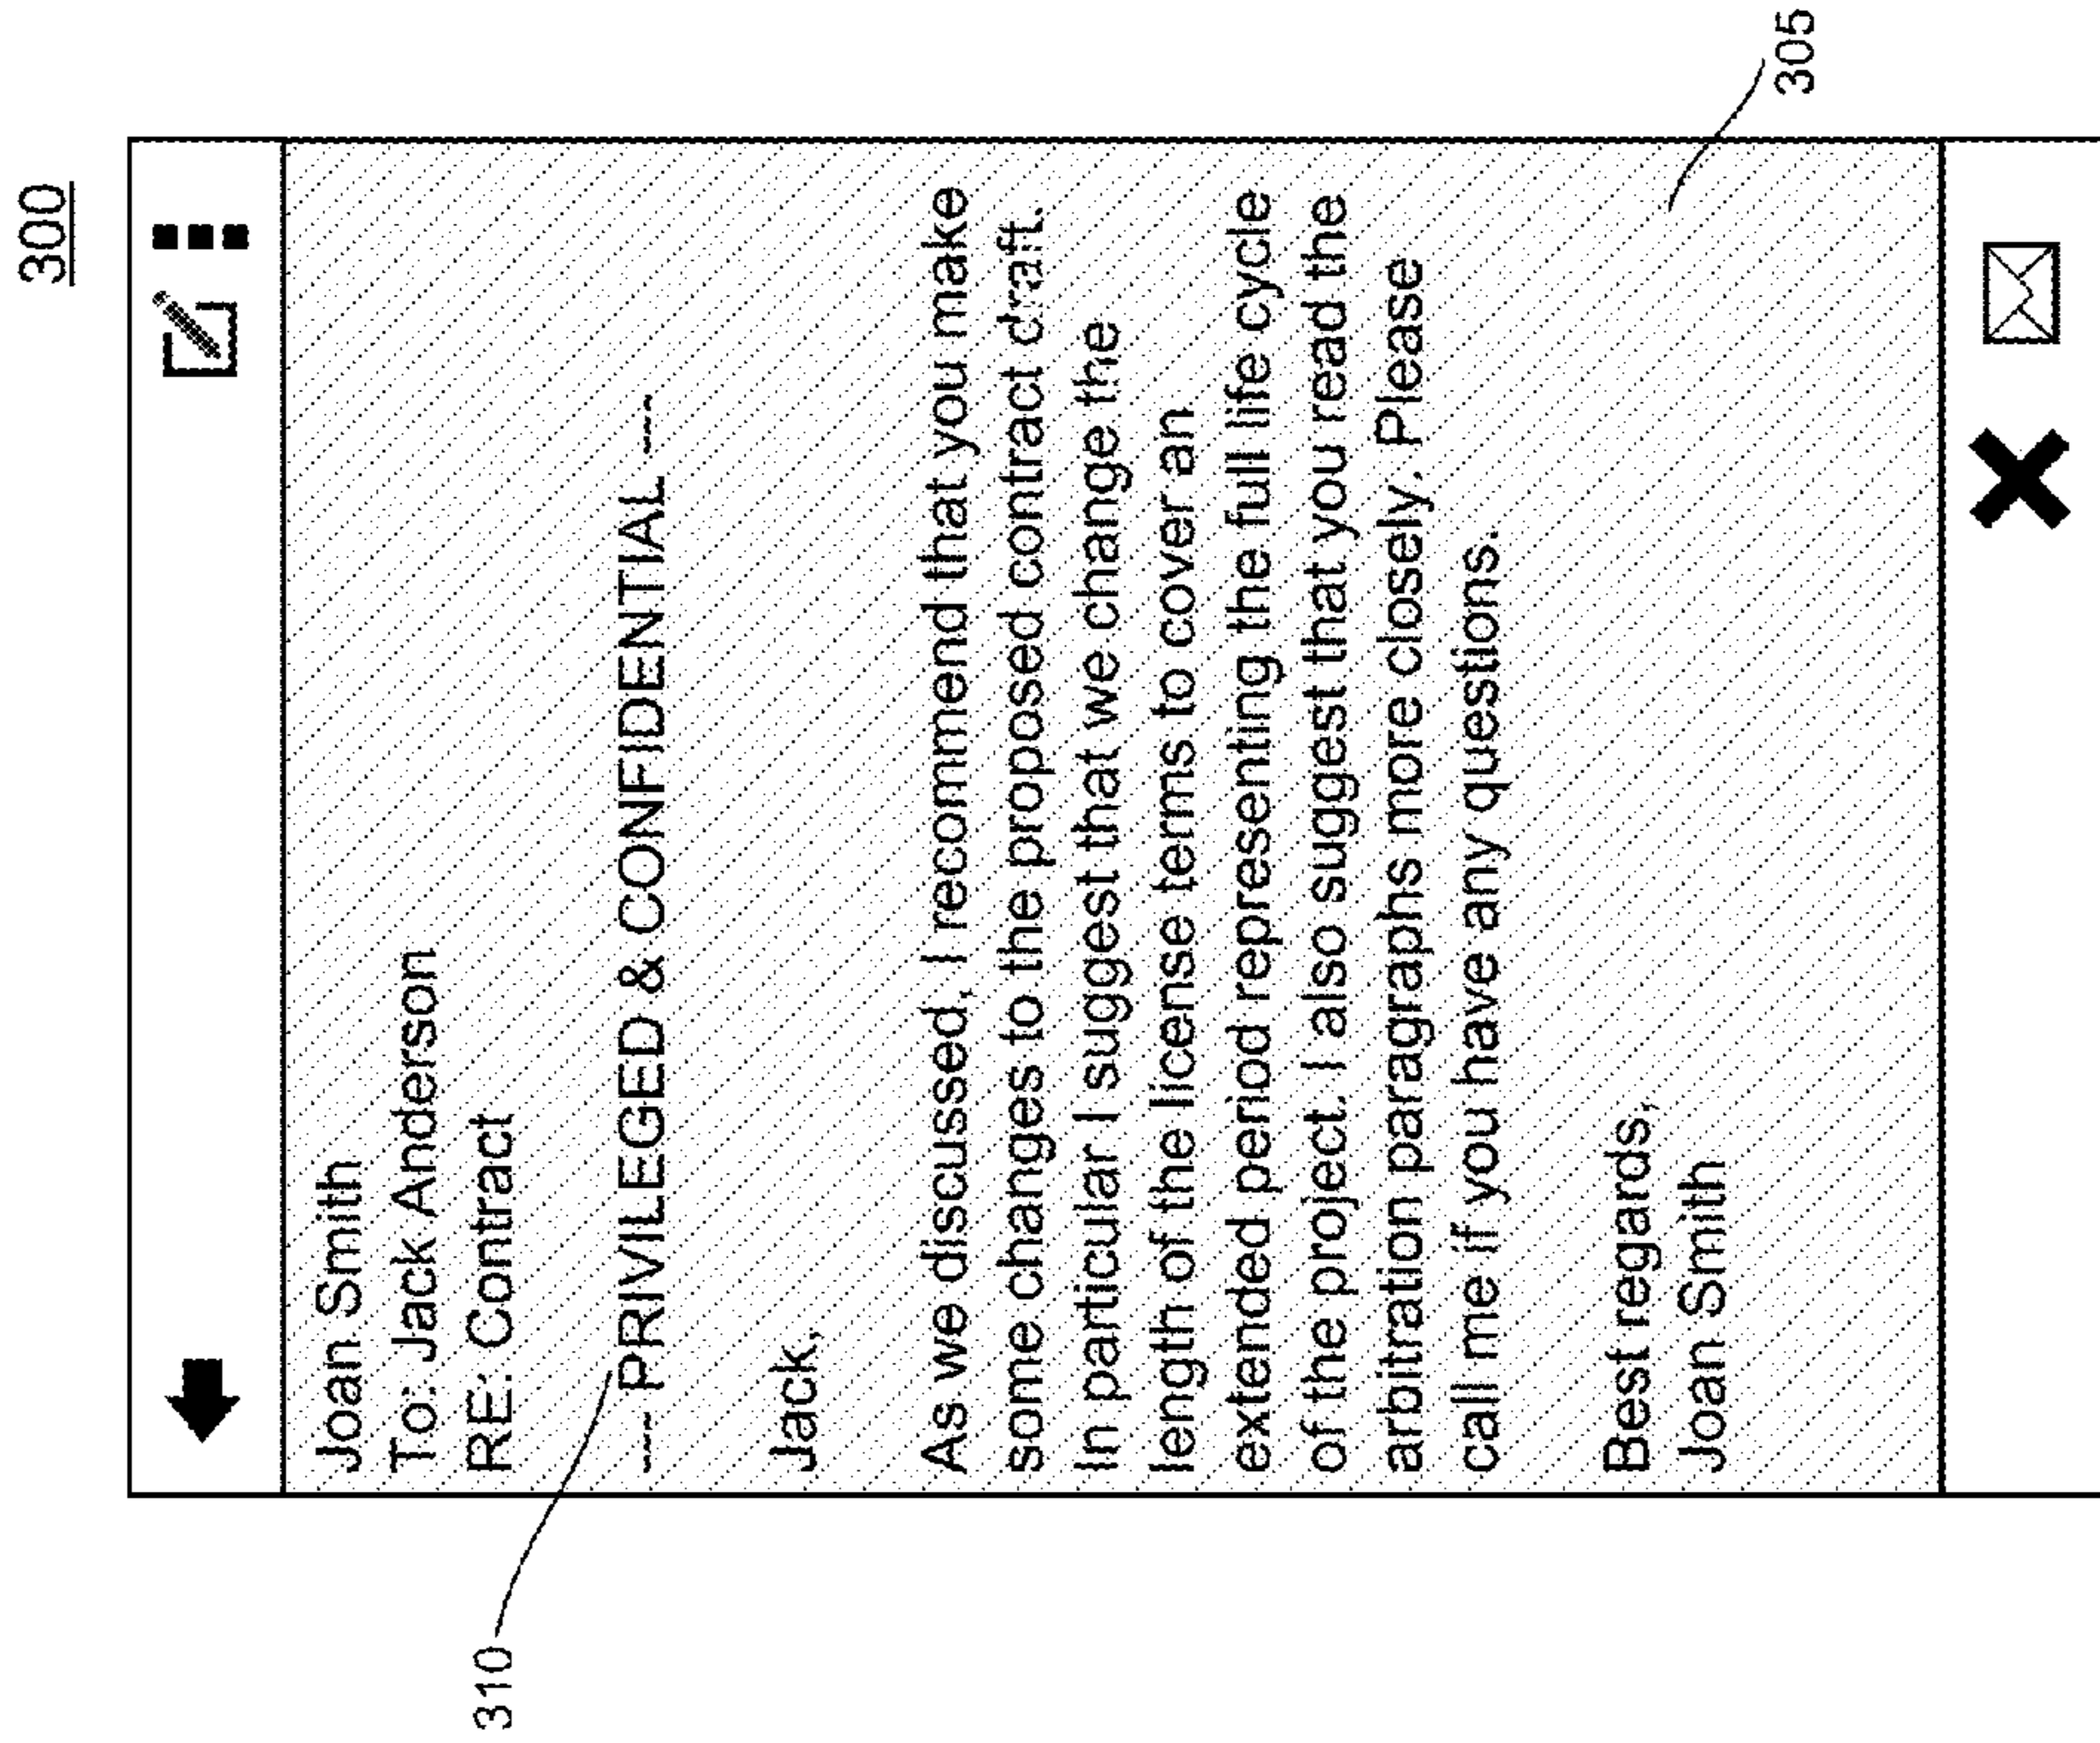 300
Joan Smith
To: Jack Anderson
RE: Contract
310
---- PRIVILEGED & CONFIDENTIAL ----
Jack,
As we discussed, I recommend that you make
some changes to the proposed contract draft.
In particular I suggest that we change the
length of the license terms to cover an
extended period representing the full life cycle
of the project. I also suggest that you read the
arbitration paragraphs more closely. Please
call me if you have any questions.
Best regards,
Joan Smith
305